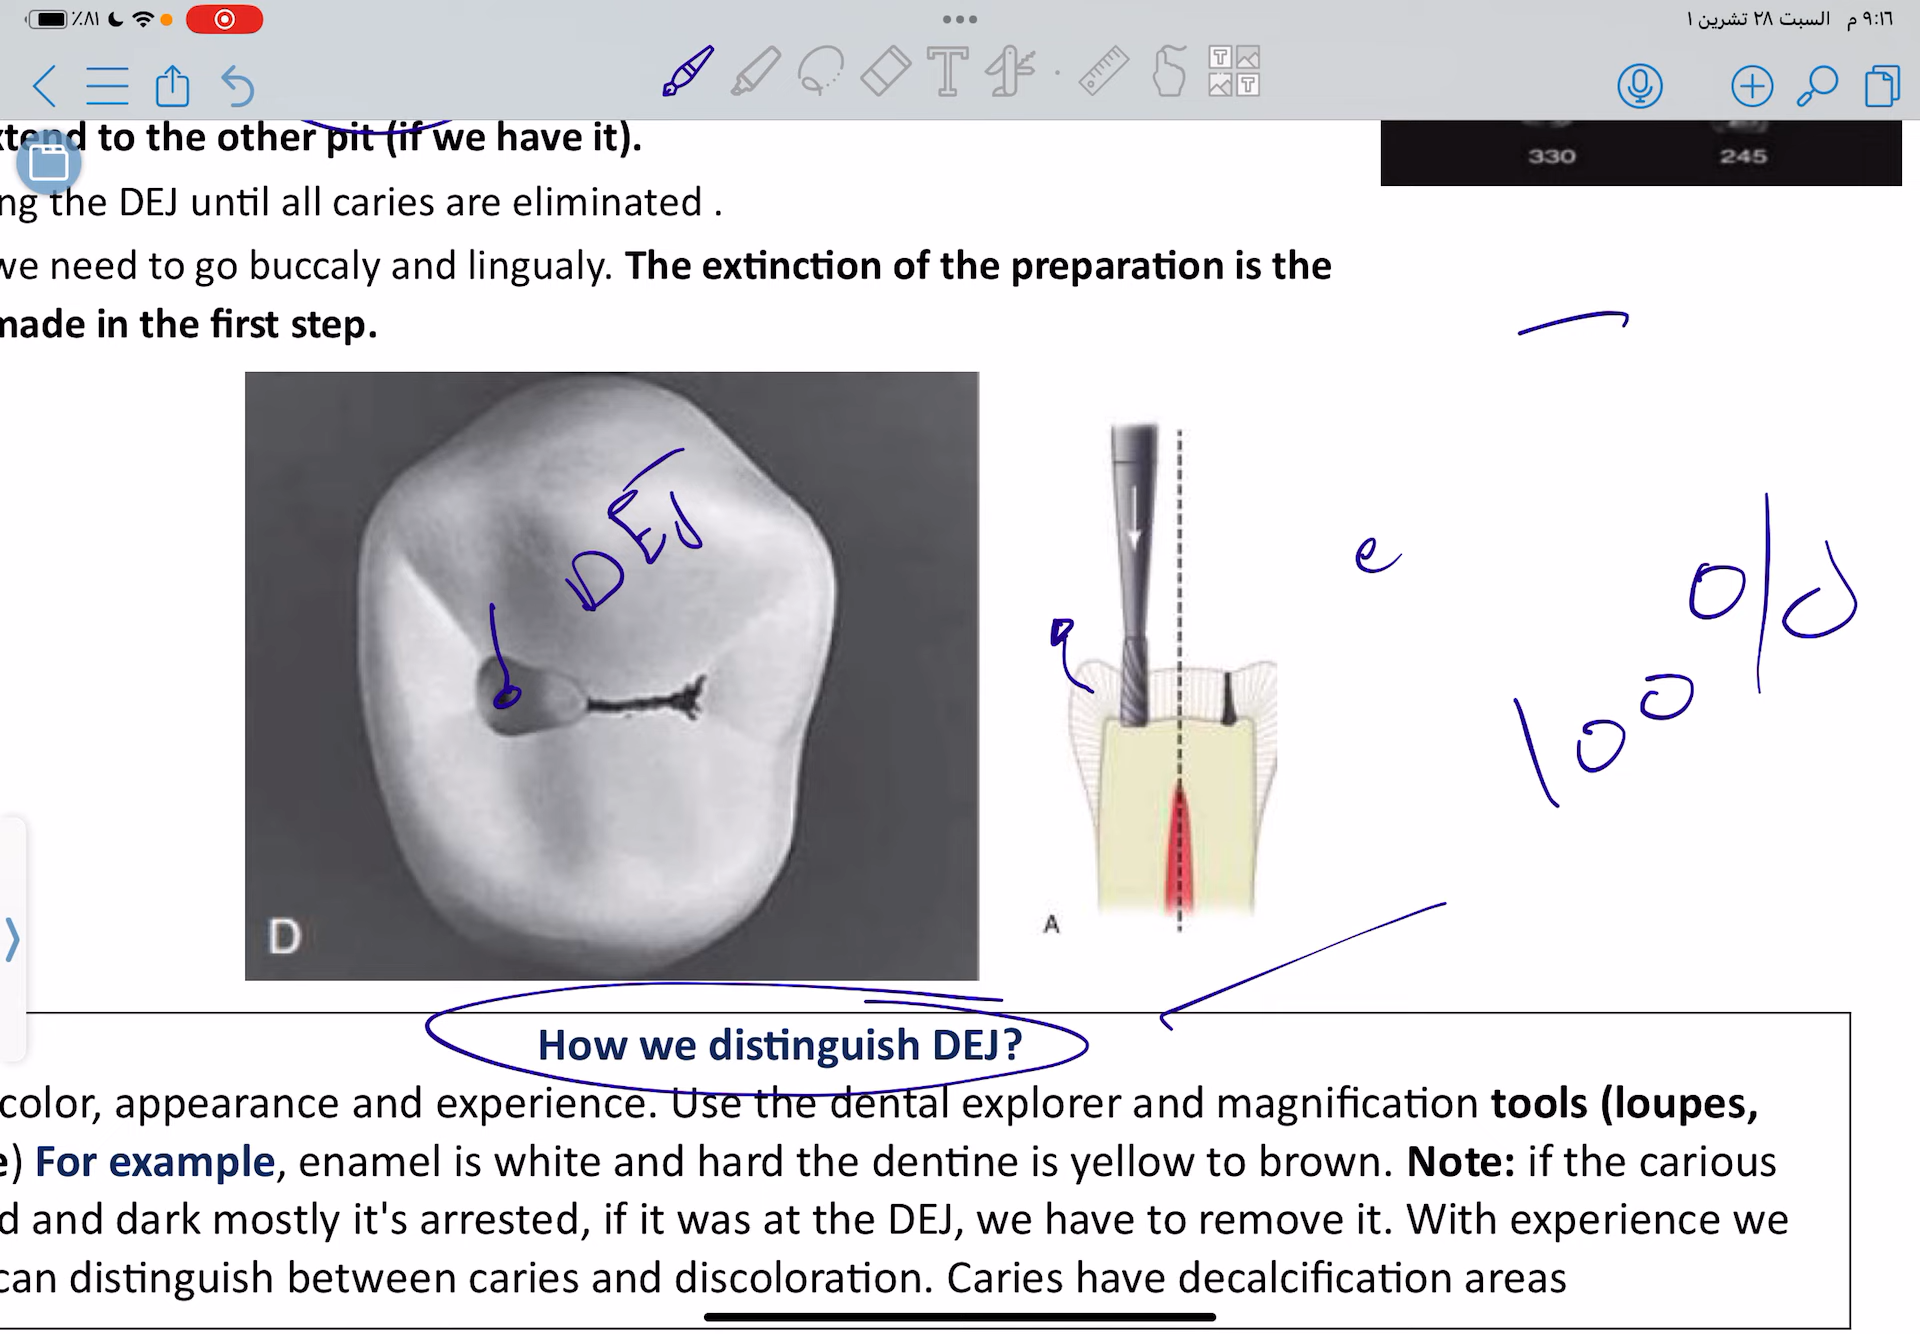 ٪٨١
٩:١٦ م السبت ٢٨ تشرين ١
tend to the other pit (if we have it).
330 245
ng the DEJ until all caries are eliminated .
we need to go buccaly and lingualy. The extinction of the preparation is the
made in the first step.
DEJ
e
100 %
D
A
How we distinguish DEJ?
color, appearance and experience. Use the dental explorer and magnification tools (loupes,
e) For example, enamel is white and hard the dentine is yellow to brown. Note: if the carious
d and dark mostly it's arrested, if it was at the DEJ, we have to remove it. With experience we
can distinguish between caries and discoloration. Caries have decalcification areas